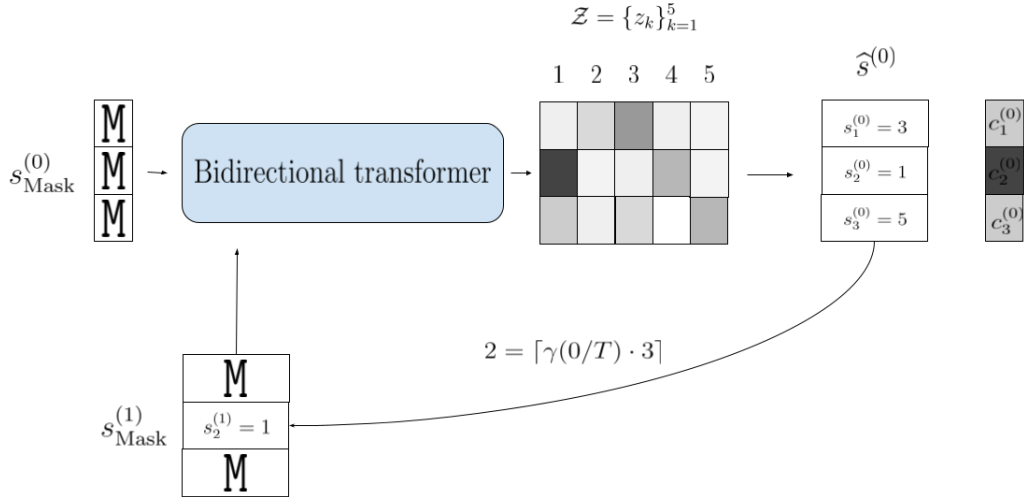 𝒵 = {z_k}_{k=1}^5
1 2 3 4 5
ŝ^(0)
s_Mask^(0)
M
M
M
Bidirectional transformer
s_1^(0) = 3
s_2^(0) = 1
s_3^(0) = 5
c_1^(0)
c_2^(0)
c_3^(0)
2 = ⌈γ(0/T) · 3⌉
s_Mask^(1)
M
s_2^(1) = 1
M